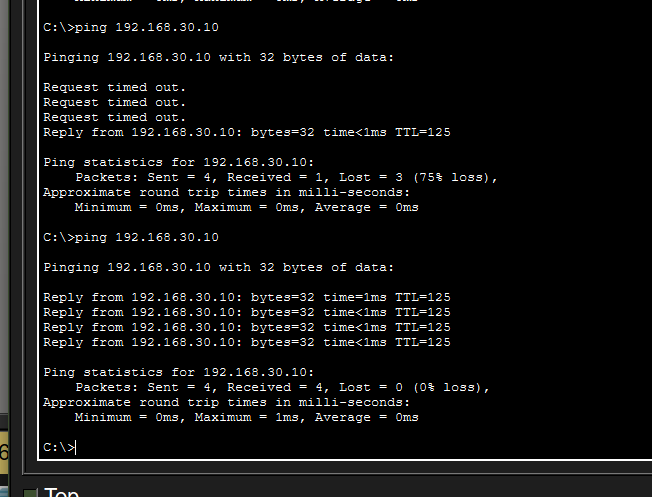 C:\>ping 192.168.30.10
Pinging 192.168.30.10 with 32 bytes of data:
Request timed out.
Request timed out.
Request timed out.
Reply from 192.168.30.10: bytes=32 time<1ms TTL=125
Ping statistics for 192.168.30.10:
Packets: Sent = 4, Received = 1, Lost = 3 (75% loss),
Approximate round trip times in milli-seconds:
Minimum = 0ms, Maximum = 0ms, Average = 0ms
C:\>ping 192.168.30.10
Pinging 192.168.30.10 with 32 bytes of data:
Reply from 192.168.30.10: bytes=32 time=1ms TTL=125
Reply from 192.168.30.10: bytes=32 time<1ms TTL=125
Reply from 192.168.30.10: bytes=32 time<1ms TTL=125
Reply from 192.168.30.10: bytes=32 time<1ms TTL=125
Ping statistics for 192.168.30.10:
Packets: Sent = 4, Received = 4, Lost = 0 (0% loss),
Approximate round trip times in milli-seconds:
Minimum = 0ms, Maximum = 1ms, Average = 0ms
C:\>
6
Top